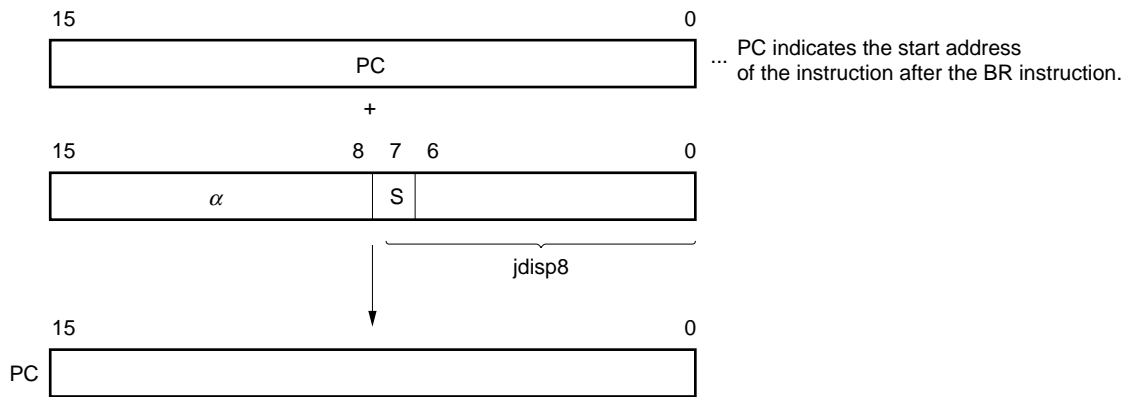 15 0
PC
... PC indicates the start address
of the instruction after the BR instruction.
+
15 8 7 6 0
α S
jdisp8
15 0
PC